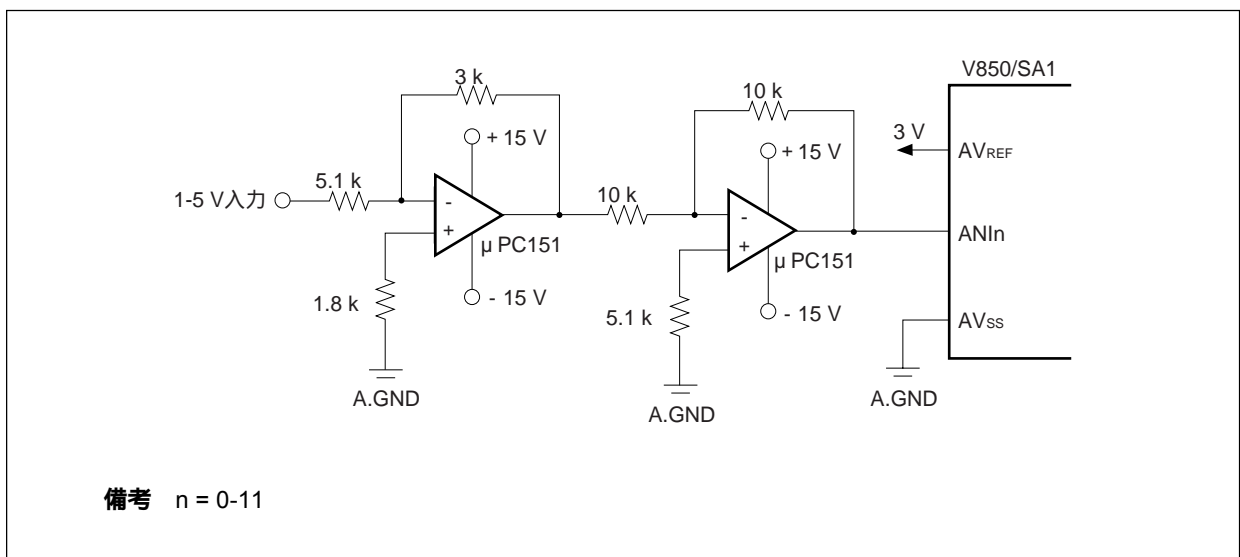 V850/SA1
3 k
10 k
+ 15 V
+ 15 V
3 V
AVREF
5.1 k
1-5 V入力
10 k
-
+
-
+
ANIn
μ PC151
μ PC151
1.8 k
- 15 V
5.1 k
- 15 V
AVSS
A.GND
A.GND
A.GND
備考 n = 0-11